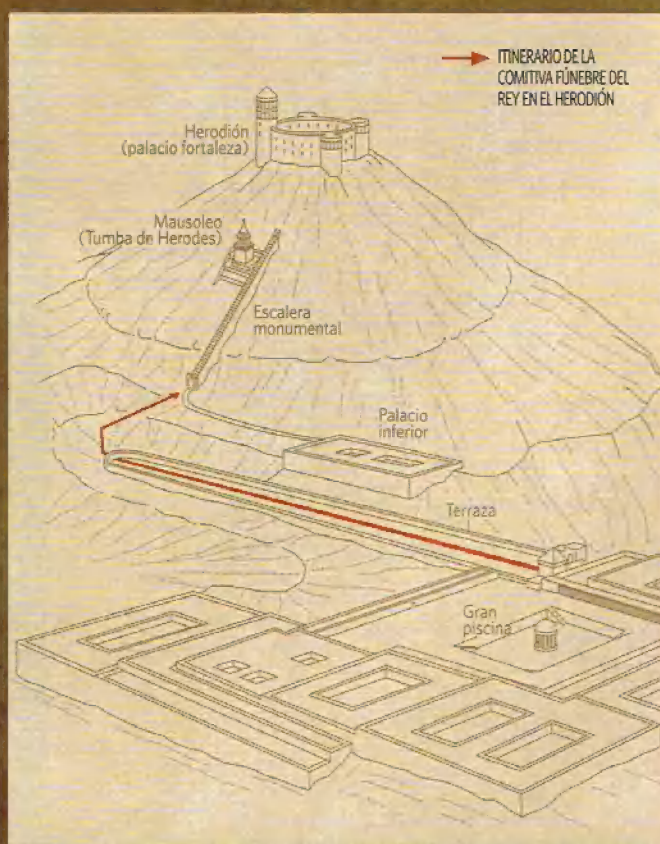 ITINERARIO DE LA
COMITIVA FÚNEBRE DEL
REY EN EL HERODIÓN
Herodión
(palacio fortaleza)
Mausoleo
(Tumba de Herodes)
Escalera
monumental
Palacio
inferior
Terraza
Gran
piscina